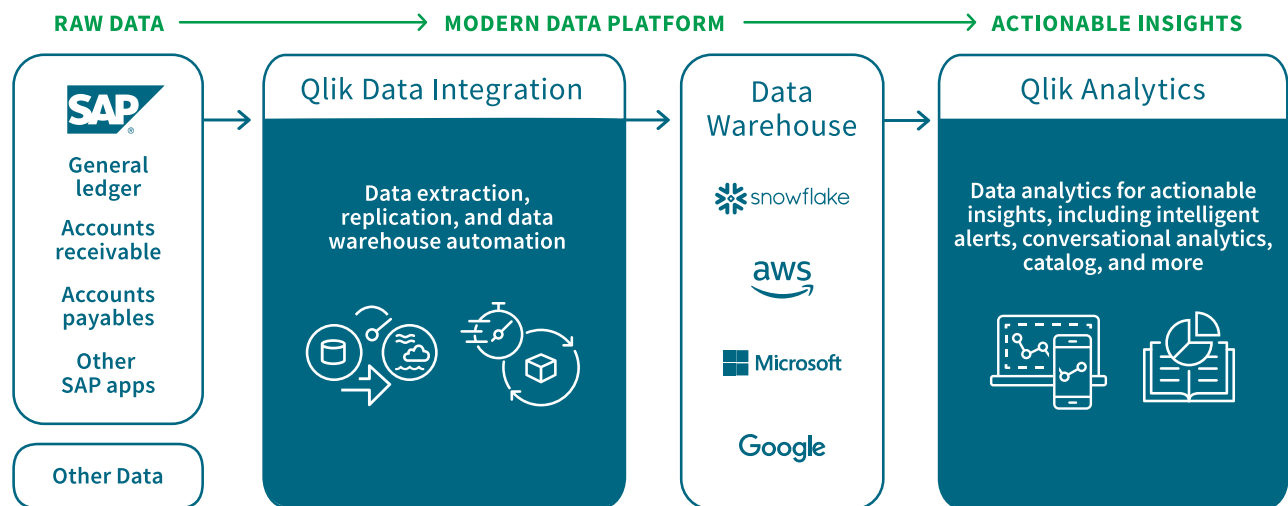 RAW DATA
MODERN DATA PLATFORM
ACTIONABLE INSIGHTS
SAP
®
General
ledger
Accounts
receivable
Accounts
payables
Other
SAP apps
Other Data
Qlik Data Integration
Data extraction,
replication, and data
warehouse automation
Data
Warehouse
snowflake
aws
Microsoft
Google
Qlik Analytics
Data analytics for actionable
insights, including intelligent
alerts, conversational analytics,
catalog, and more